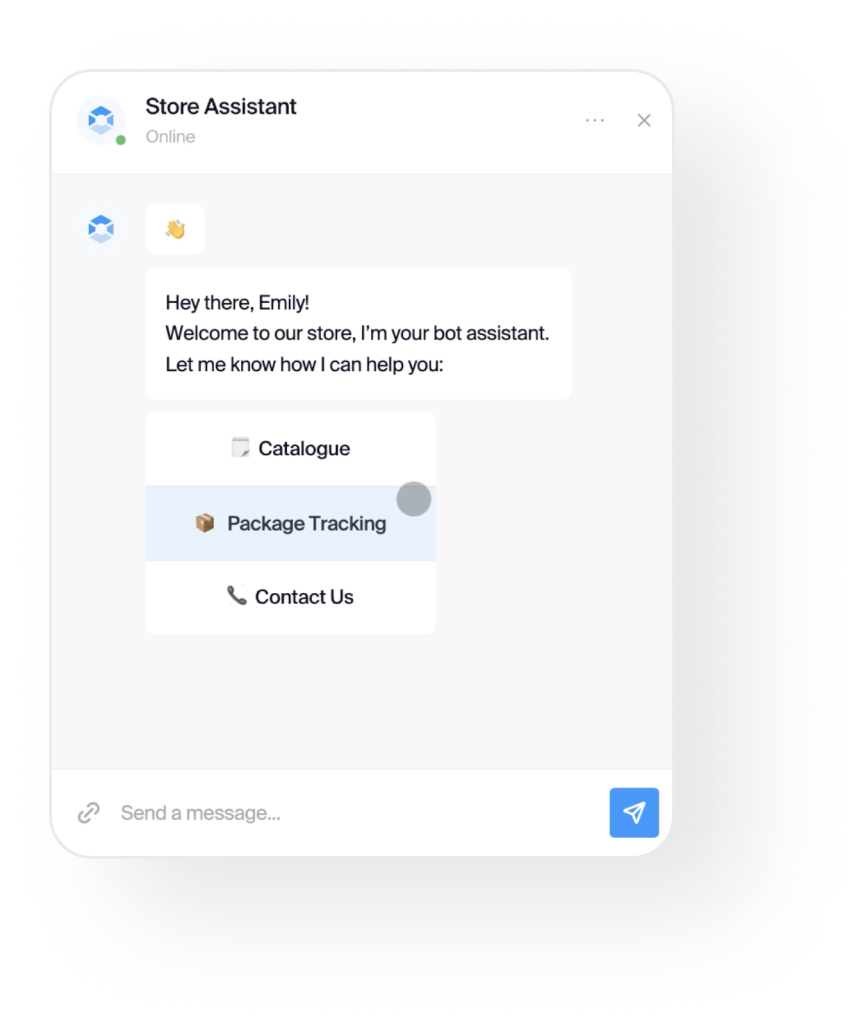 Store Assistant
Online
👋
Hey there, Emily!
Welcome to our store, I’m your bot assistant.
Let me know how I can help you:
Catalogue
📦 Package Tracking
📞 Contact Us
Send a message...